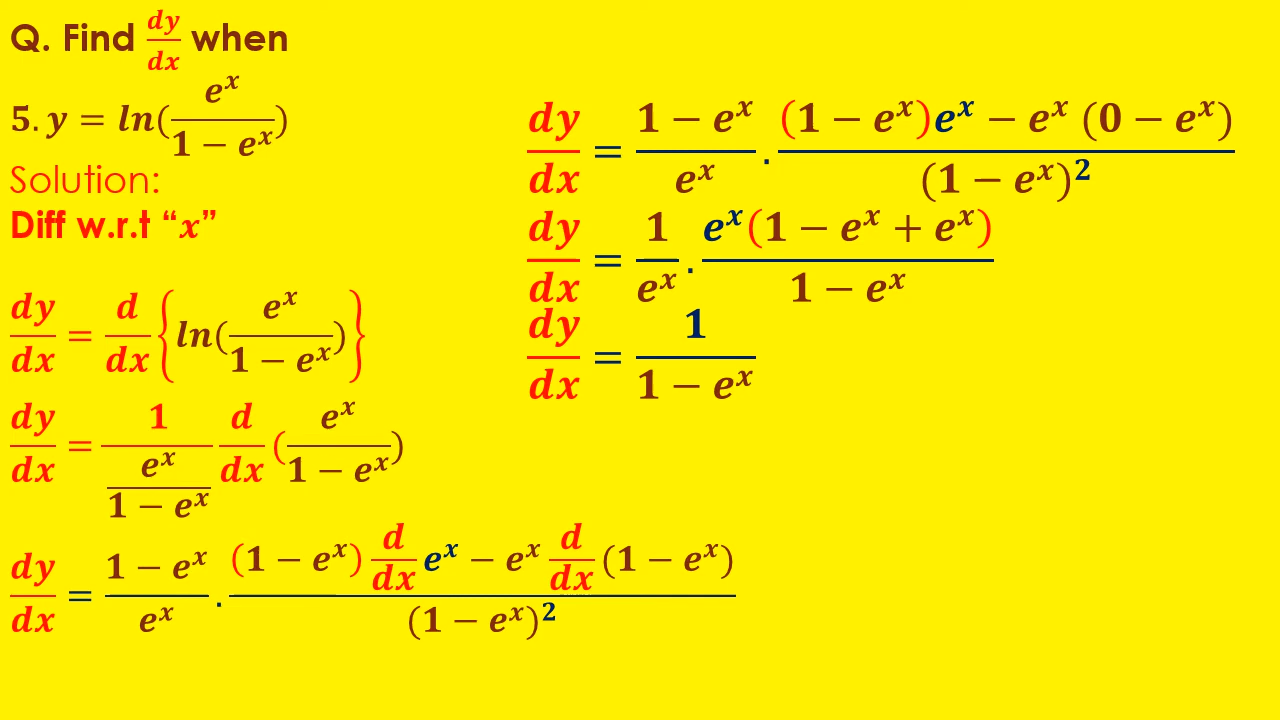 Q. Find dy/dx when
5. y = ln(e^x/(1 − e^x))
Solution:
Diff w.r.t “x”
dy/dx = d/dx {ln(e^x/(1 − e^x))}
dy/dx = 1/(e^x/(1 − e^x)) d/dx (e^x/(1 − e^x))
dy/dx = (1 − e^x)/e^x . ((1 − e^x) d/dx e^x − e^x d/dx (1 − e^x))/(1 − e^x)^2
dy/dx = (1 − e^x)/e^x . ((1 − e^x)e^x − e^x (0 − e^x))/(1 − e^x)^2
dy/dx = 1/e^x . e^x(1 − e^x + e^x)/(1 − e^x)
dy/dx = 1/(1 − e^x)